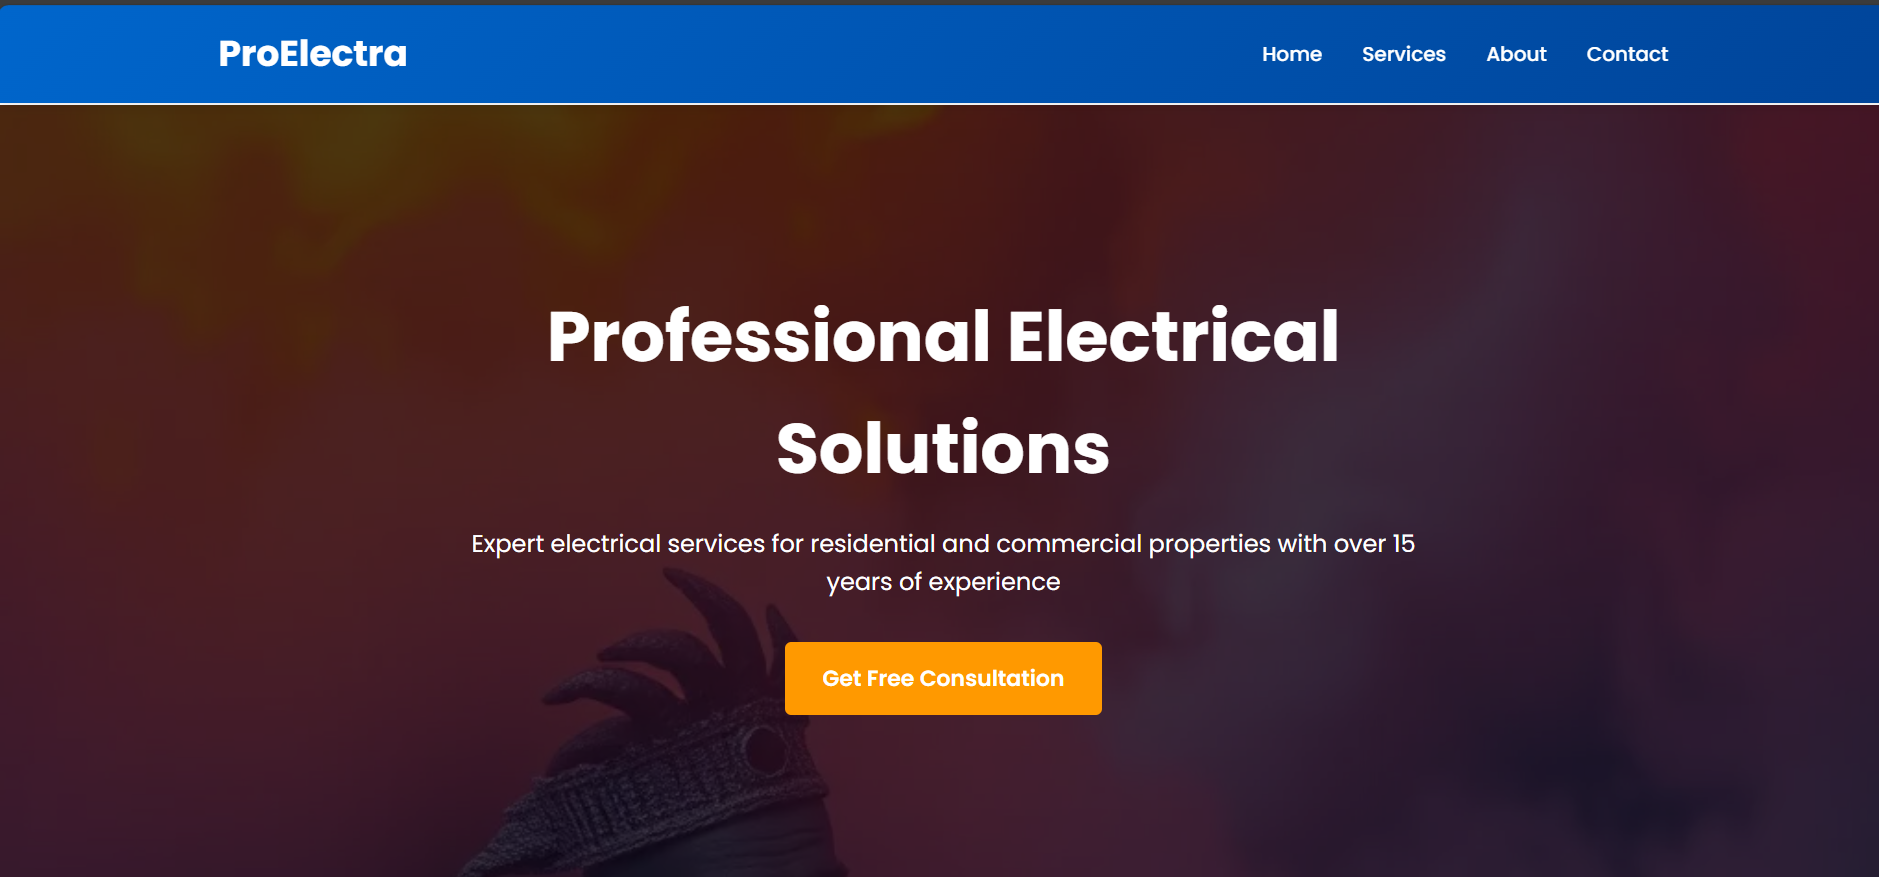 ProElectra
Home Services About Contact
Professional Electrical
Solutions
Expert electrical services for residential and commercial properties with over 15
years of experience
Get Free Consultation